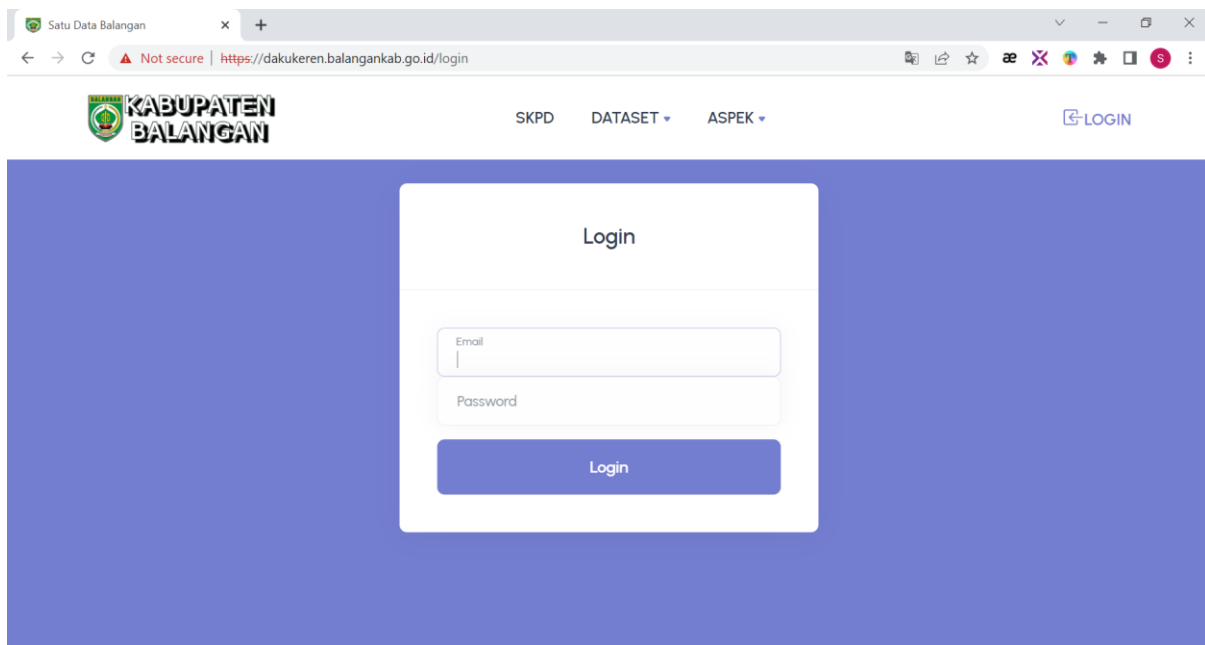 Satu Data Balangan
Not secure | https://dakukeren.balangankab.go.id/login
S
BALANGAN
KABUPATEN
BALANGAN
SKPD
DATASET
ASPEK
LOGIN
Login
Email
Password
Login